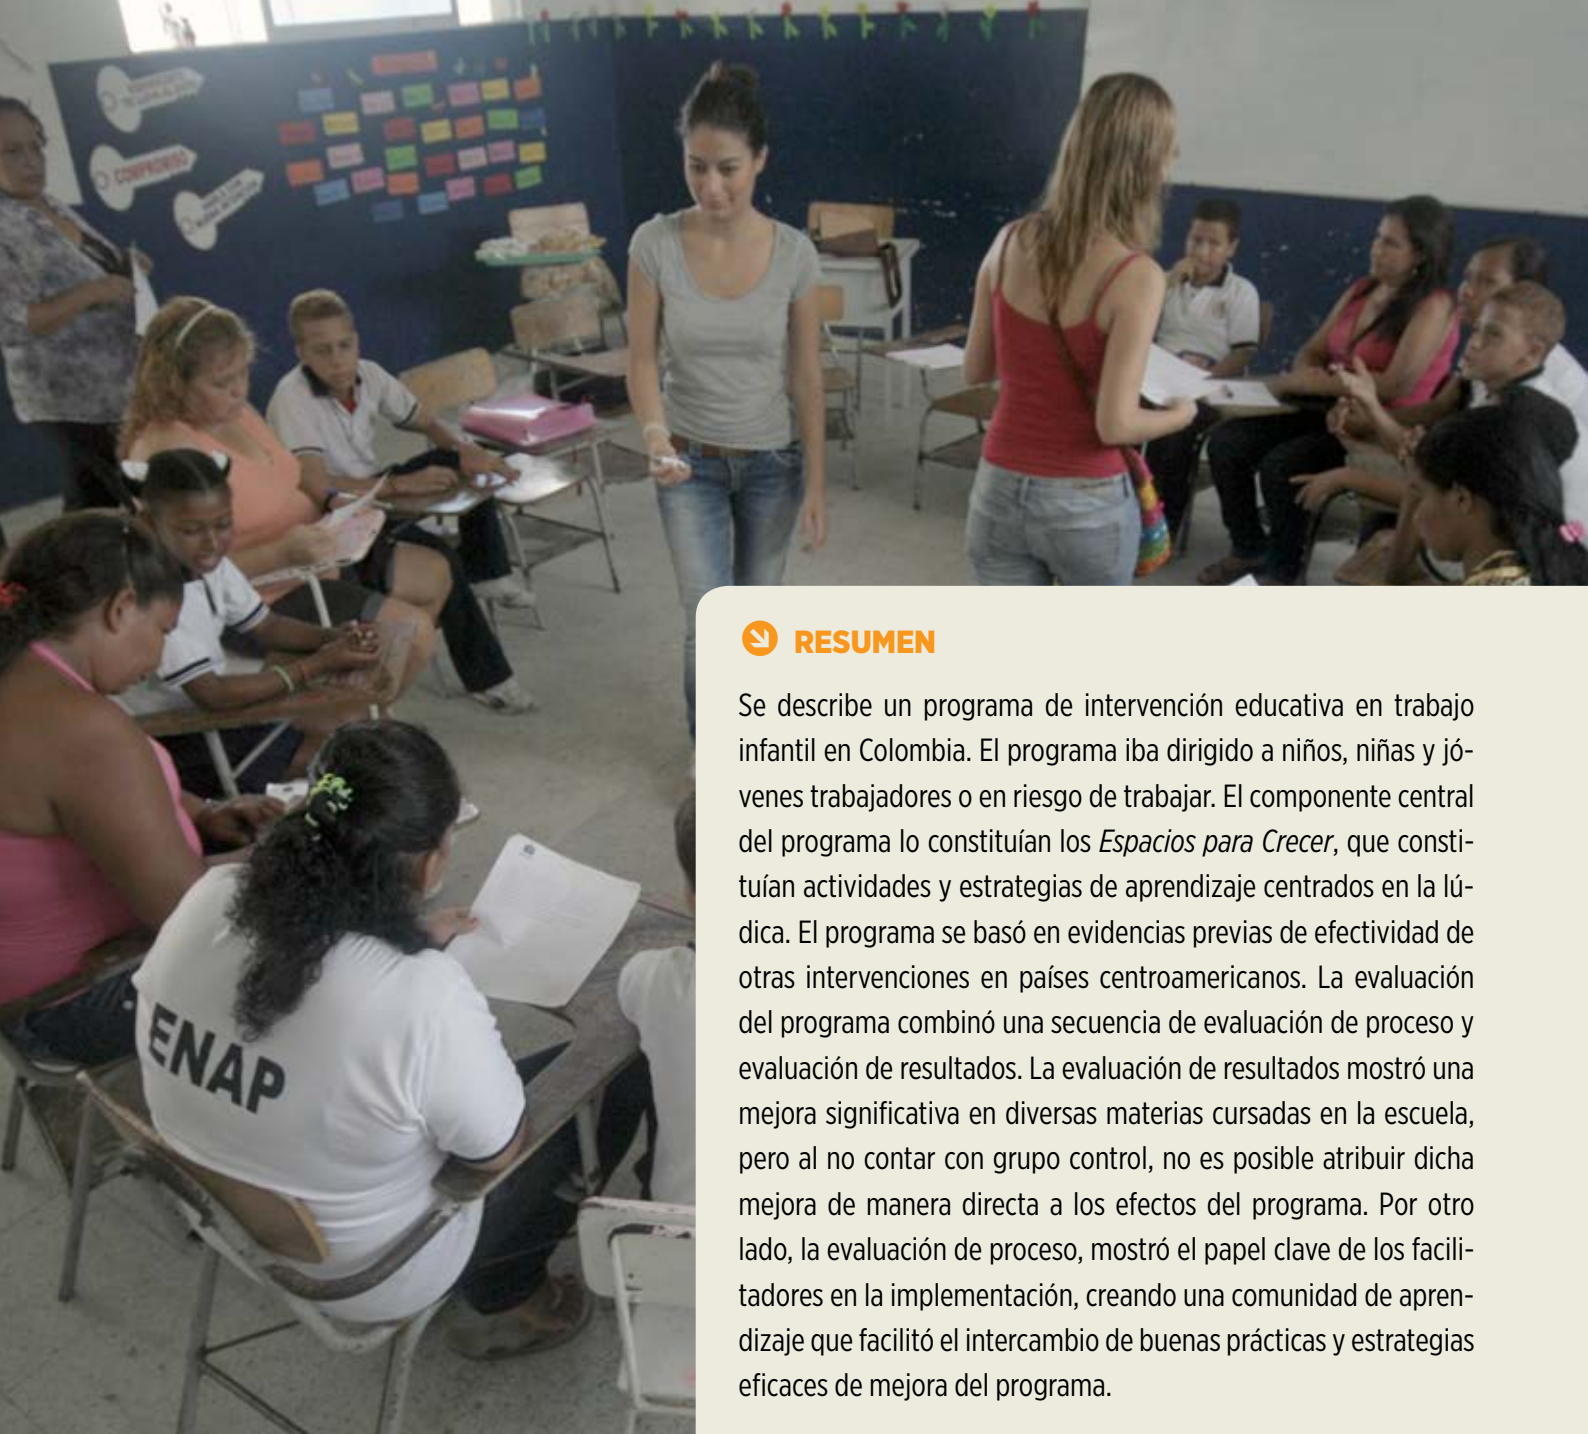 COMPROMISO
ENAP
RESUMEN
Se describe un programa de intervención educativa en trabajo
infantil en Colombia. El programa iba dirigido a niños, niñas y jó-
venes trabajadores o en riesgo de trabajar. El componente central
del programa lo constituían los Espacios para Crecer, que consti-
tuían actividades y estrategias de aprendizaje centrados en la lú-
dica. El programa se basó en evidencias previas de efectividad de
otras intervenciones en países centroamericanos. La evaluación
del programa combinó una secuencia de evaluación de proceso y
evaluación de resultados. La evaluación de resultados mostró una
mejora significativa en diversas materias cursadas en la escuela,
pero al no contar con grupo control, no es posible atribuir dicha
mejora de manera directa a los efectos del programa. Por otro
lado, la evaluación de proceso, mostró el papel clave de los facili-
tadores en la implementación, creando una comunidad de apren-
dizaje que facilitó el intercambio de buenas prácticas y estrategias
eficaces de mejora del programa.